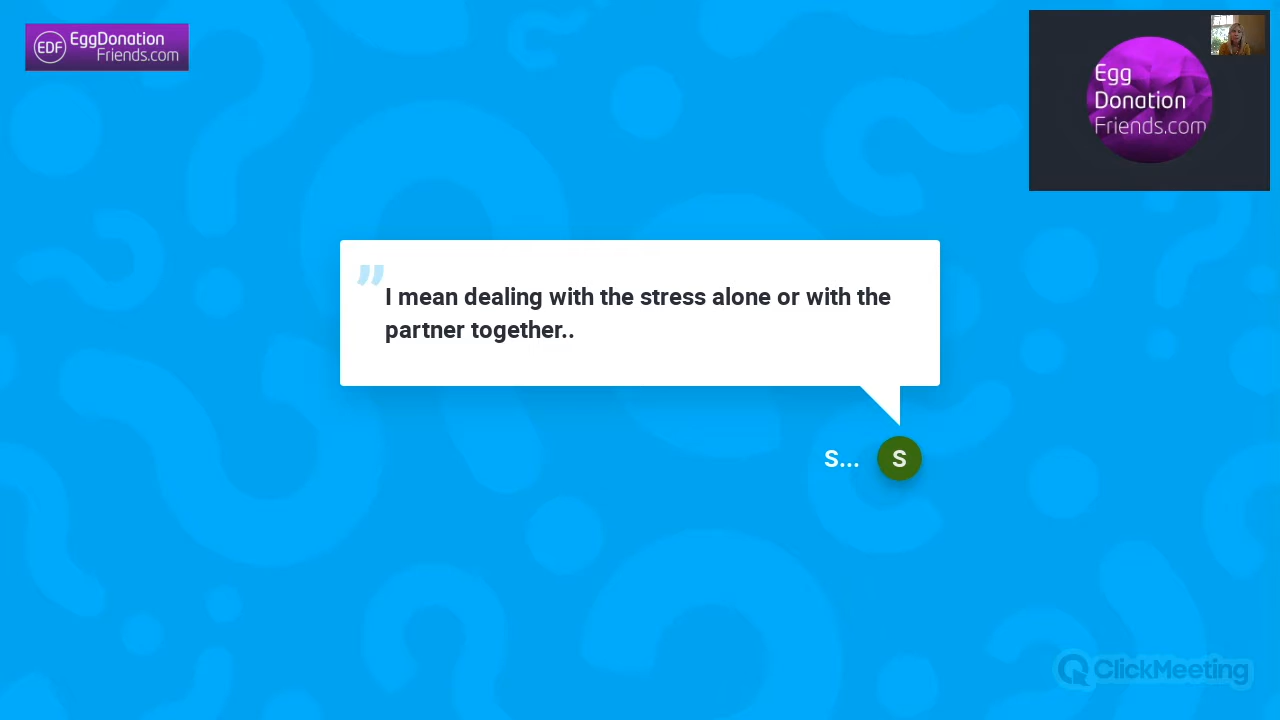 EDF
EggDonation
Friends.com
Egg
Donation
Friends.com
I mean dealing with the stress alone or with the
partner together..
S...
S
ClickMeeting